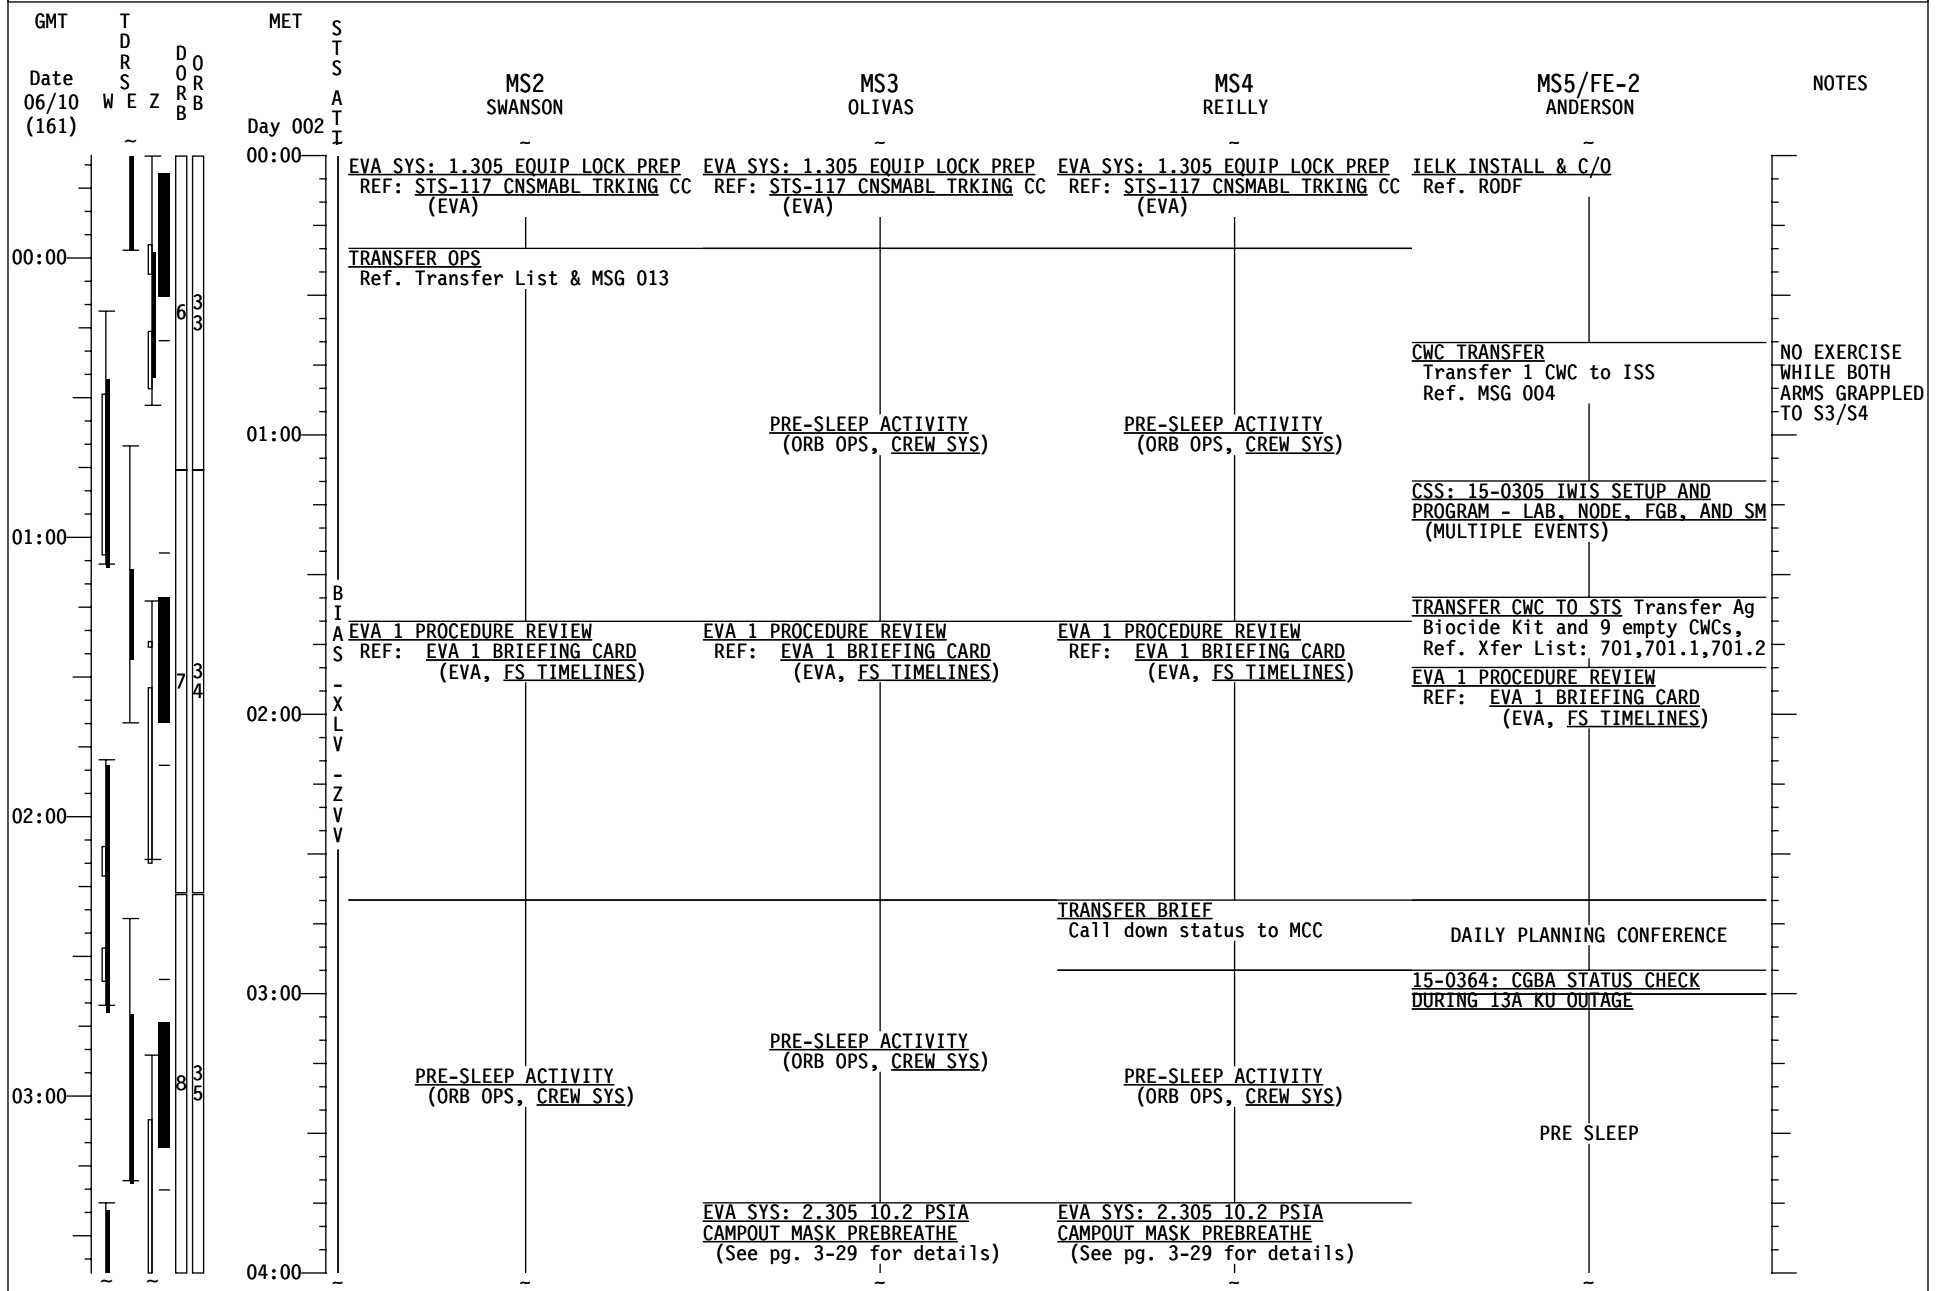 GMT
TDRS
MET
STS ATT
DORB
ORB
Date
06/10
(161)
W E Z
Day 002
MS2
SWANSON
MS3
OLIVAS
MS4
REILLY
MS5/FE-2
ANDERSON
NOTES
~ ~ ~ ~ ~
00:00
EVA SYS: 1.305 EQUIP LOCK PREP
REF: STS-117 CNSMABL TRKING CC
(EVA)
EVA SYS: 1.305 EQUIP LOCK PREP
REF: STS-117 CNSMABL TRKING CC
(EVA)
EVA SYS: 1.305 EQUIP LOCK PREP
REF: STS-117 CNSMABL TRKING CC
(EVA)
IELK INSTALL & C/O
Ref. RODF
00:00
TRANSFER OPS
Ref. Transfer List & MSG 013
6
33
CWC TRANSFER
Transfer 1 CWC to ISS
Ref. MSG 004
NO EXERCISE
WHILE BOTH
ARMS GRAPPLED
TO S3/S4
01:00
PRE-SLEEP ACTIVITY
(ORB OPS, CREW SYS)
PRE-SLEEP ACTIVITY
(ORB OPS, CREW SYS)
CSS: 15-0305 IWIS SETUP AND
PROGRAM - LAB, NODE, FGB, AND SM
(MULTIPLE EVENTS)
01:00
BIAS -XLV -ZVV
TRANSFER CWC TO STS Transfer Ag
Biocide Kit and 9 empty CWCs,
Ref. Xfer List: 701,701.1,701.2
EVA 1 PROCEDURE REVIEW
REF: EVA 1 BRIEFING CARD
(EVA, FS TIMELINES)
EVA 1 PROCEDURE REVIEW
REF: EVA 1 BRIEFING CARD
(EVA, FS TIMELINES)
EVA 1 PROCEDURE REVIEW
REF: EVA 1 BRIEFING CARD
(EVA, FS TIMELINES)
7
34
EVA 1 PROCEDURE REVIEW
REF: EVA 1 BRIEFING CARD
(EVA, FS TIMELINES)
02:00
02:00
TRANSFER BRIEF
Call down status to MCC
DAILY PLANNING CONFERENCE
03:00
15-0364: CGBA STATUS CHECK
DURING 13A KU OUTAGE
PRE-SLEEP ACTIVITY
(ORB OPS, CREW SYS)
PRE-SLEEP ACTIVITY
(ORB OPS, CREW SYS)
PRE-SLEEP ACTIVITY
(ORB OPS, CREW SYS)
03:00
8
35
PRE SLEEP
EVA SYS: 2.305 10.2 PSIA
CAMPOUT MASK PREBREATHE
(See pg. 3-29 for details)
EVA SYS: 2.305 10.2 PSIA
CAMPOUT MASK PREBREATHE
(See pg. 3-29 for details)
04:00
~ ~ ~ ~ ~ ~ ~